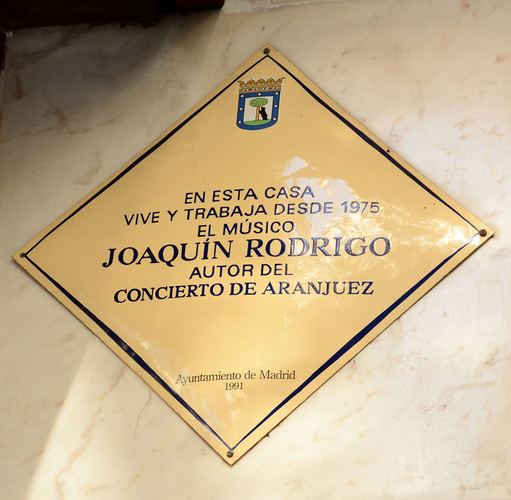 EN ESTA CASA
VIVE Y TRABAJA DESDE 1975
EL MÚSICO
JOAQUÍN RODRIGO
AUTOR DEL
CONCIERTO DE ARANJUEZ
Ayuntamiento de Madrid
1991